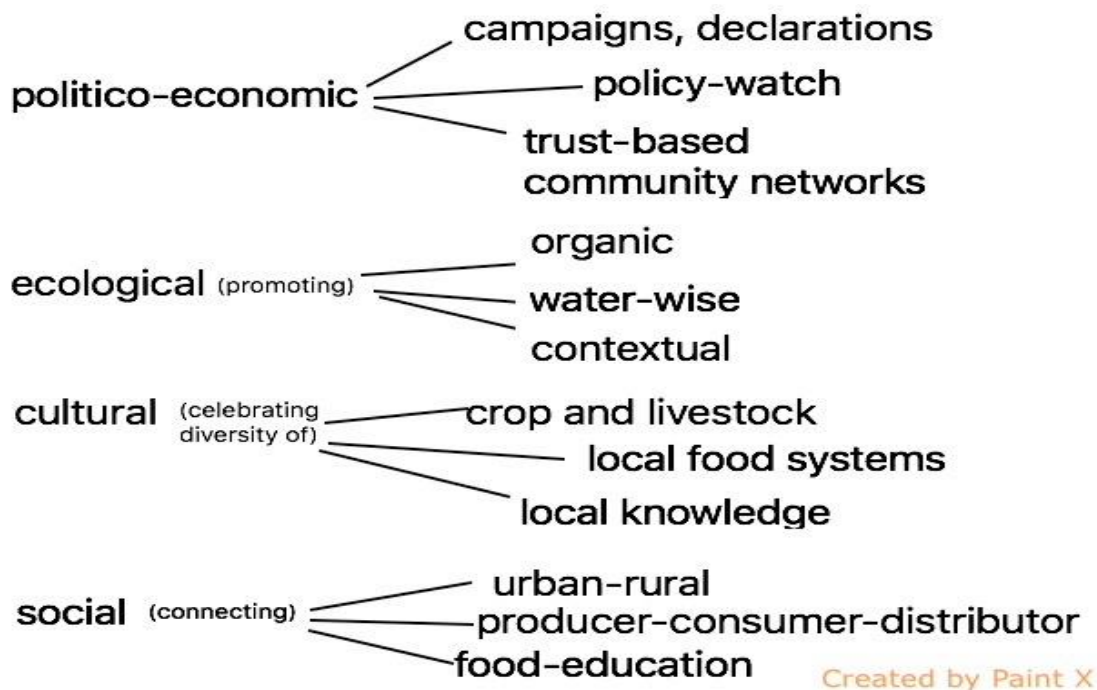 campaigns, declarations
politico-economic
policy-watch
trust-based
community networks
organic
ecological (promoting)
water-wise
contextual
cultural (celebrating
diversity of)
crop and livestock
local food systems
local knowledge
social (connecting)
urban-rural
producer-consumer-distributor
food-education
Created by Paint X